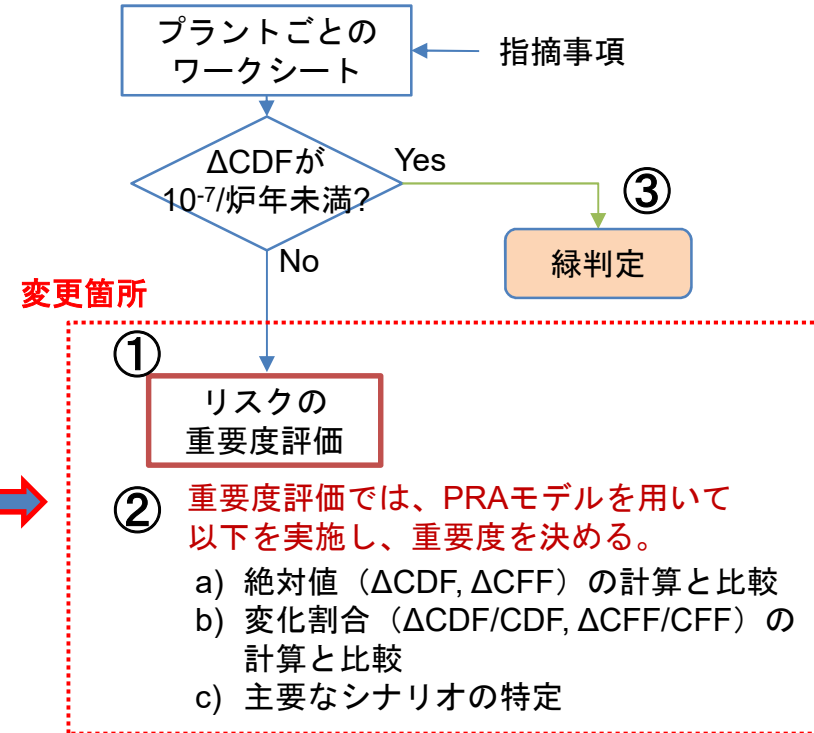 プラントごとの
ワークシート
指摘事項
ΔCDFが
10-7/炉年未満?
Yes
③
緑判定
No
変更箇所
①
リスクの
重要度評価
② 重要度評価では、PRAモデルを用いて
以下を実施し、重要度を決める。
a) 絶対値（ΔCDF, ΔCFF）の計算と比較
b) 変化割合（ΔCDF/CDF, ΔCFF/CFF）の
計算と比較
c) 主要なシナリオの特定